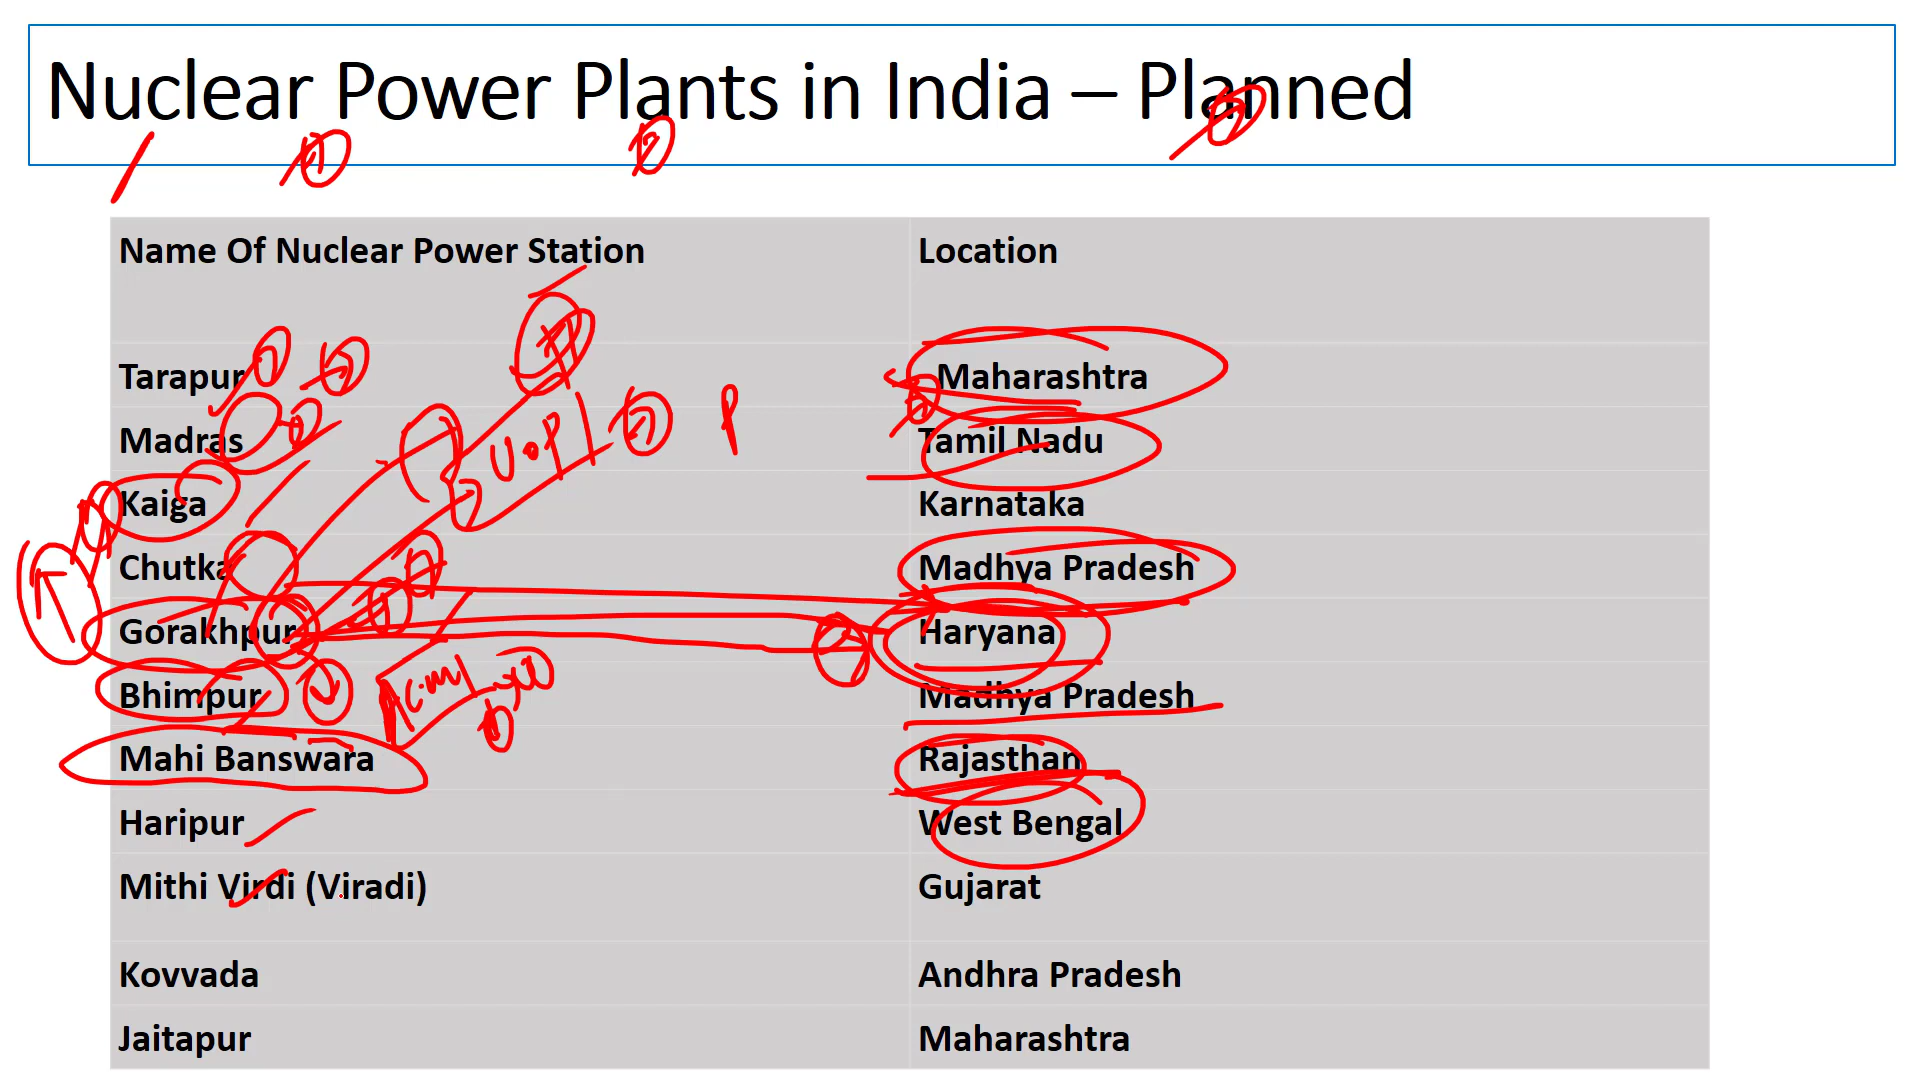 Nuclear Power Plants in India – Planned
Name Of Nuclear Power Station Location
Tarapur Maharashtra
Madras Tamil Nadu
Kaiga Karnataka
Chutka Madhya Pradesh
Gorakhpur Haryana
Bhimpur Madhya Pradesh
Mahi Banswara Rajasthan
Haripur West Bengal
Mithi Virdi (Viradi) Gujarat
Kovvada Andhra Pradesh
Jaitapur Maharashtra